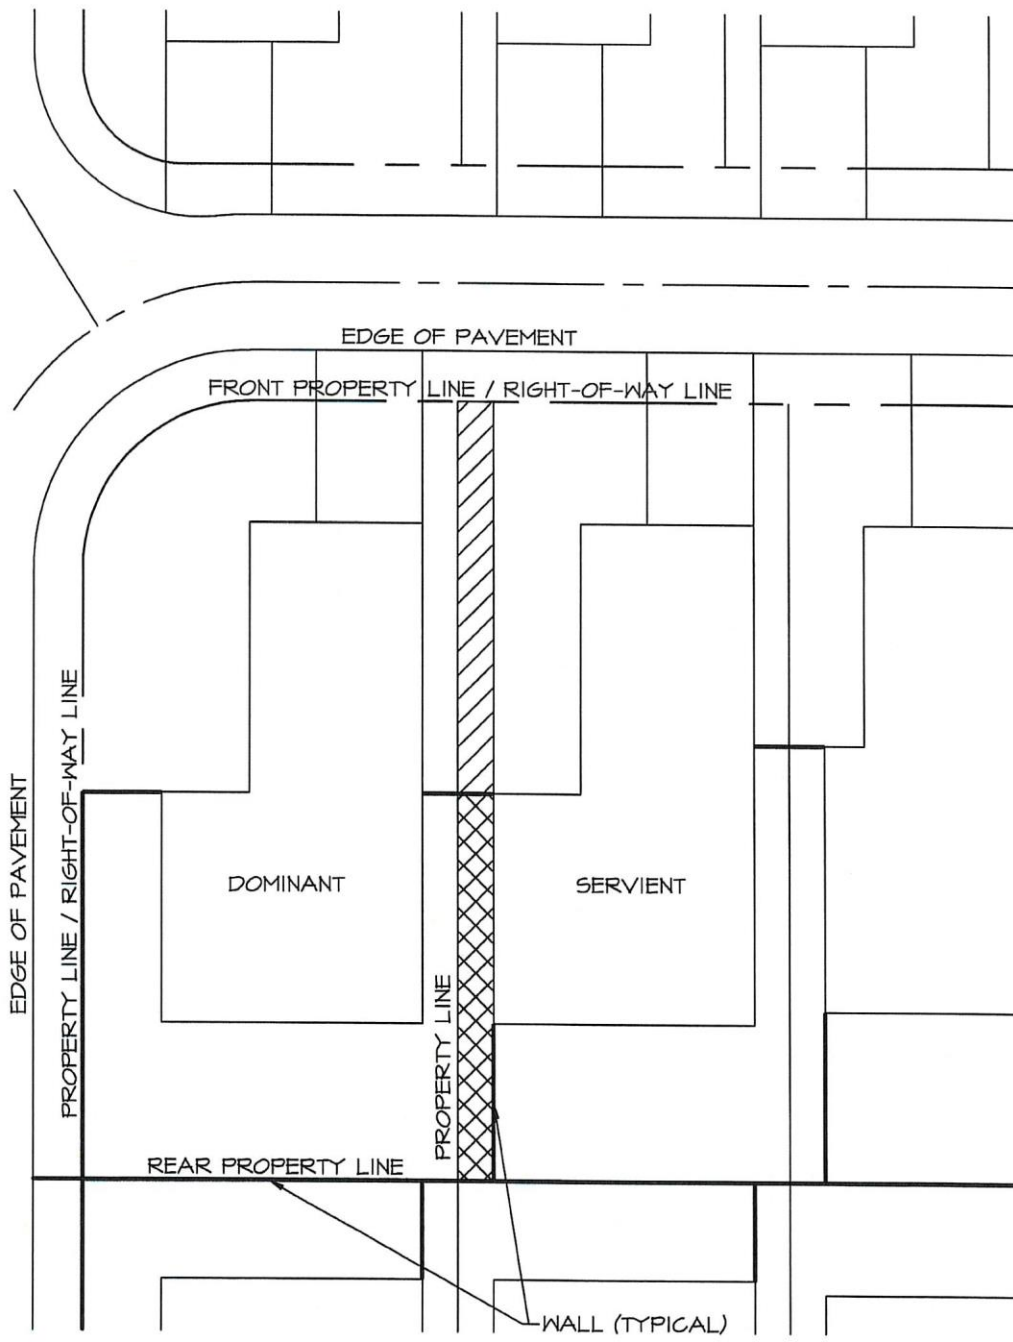 EDGE OF PAVEMENT
FRONT PROPERTY LINE / RIGHT-OF-WAY LINE
EDGE OF PAVEMENT
PROPERTY LINE / RIGHT-OF-WAY LINE
DOMINANT
SERVIENT
PROPERTY LINE
REAR PROPERTY LINE
WALL (TYPICAL)